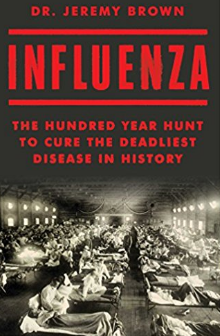 DR. JEREMY BROWN
INFLUENZA
THE HUNDRED YEAR HUNT
TO CURE THE DEADLIEST
DISEASE IN HISTORY